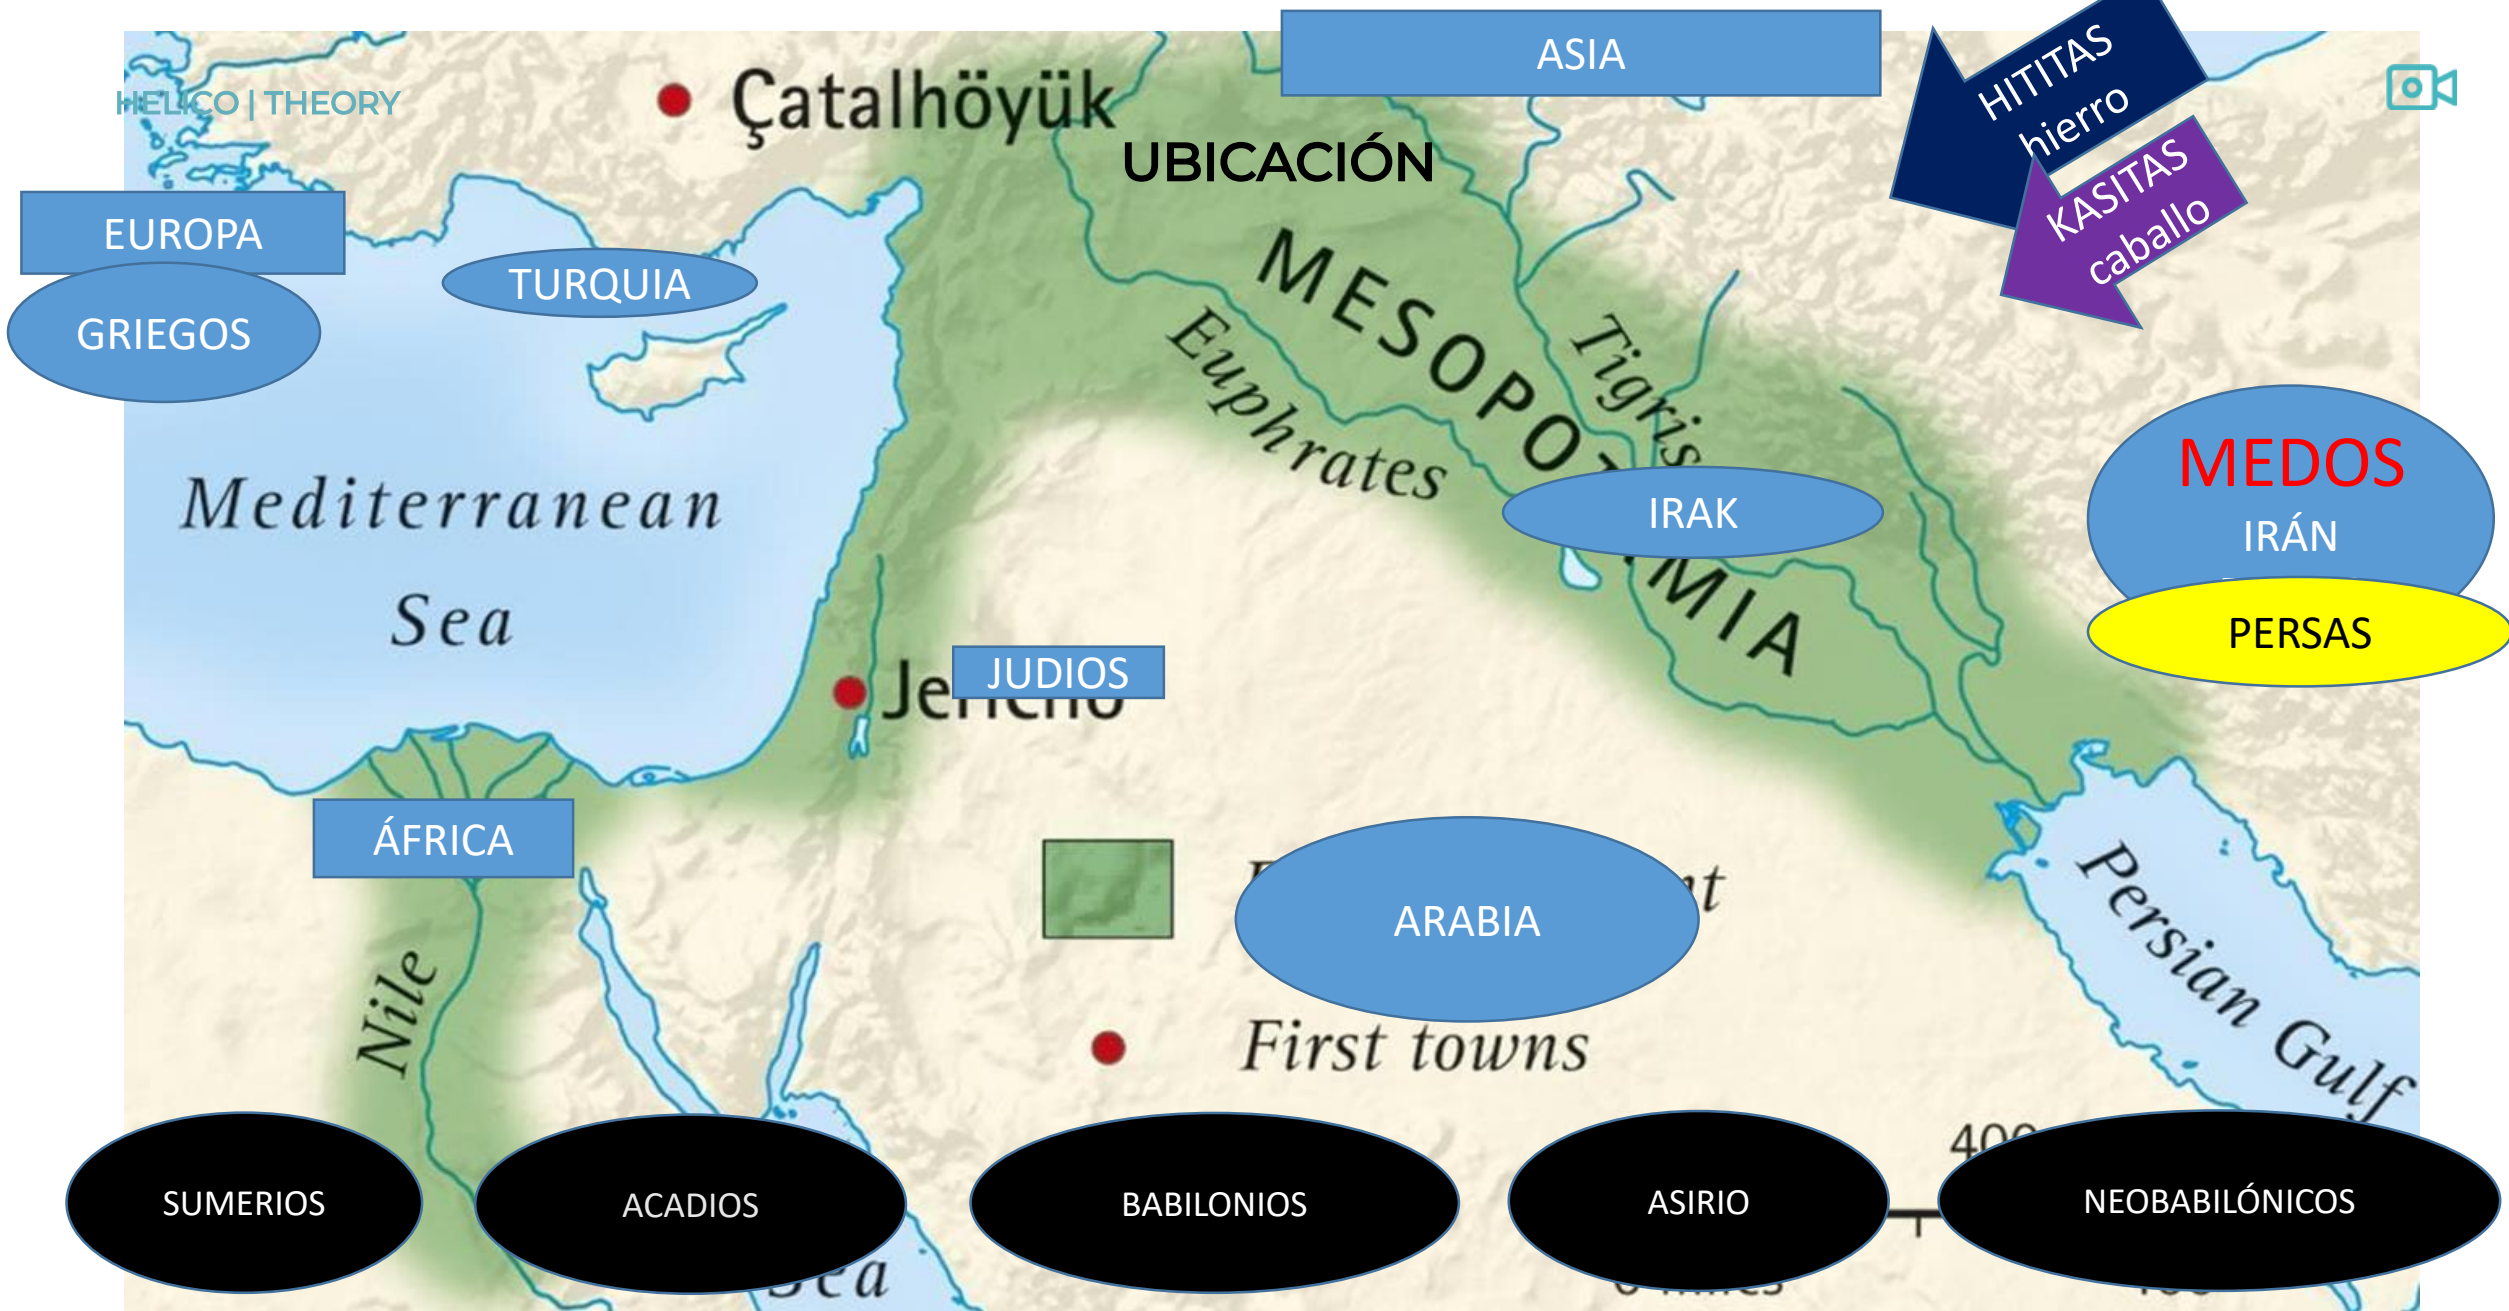 ASIA
HITITAS
hierro
Çatalhöyük
HELICO | THEORY
UBICACIÓN
KASITAS
caballo
EUROPA
TURQUIA
GRIEGOS
MESOPOTAMIA
Euphrates
Tigris
MEDOS
IRÁN
PERSAS
IRAK
Mediterranean
Sea
JUDIOS
Jericho
ÁFRICA
ARABIA
Nile
Persian Gulf
First towns
SUMERIOS
ACADIOS
BABILONIOS
ASIRIO
NEOBABILÓNICOS